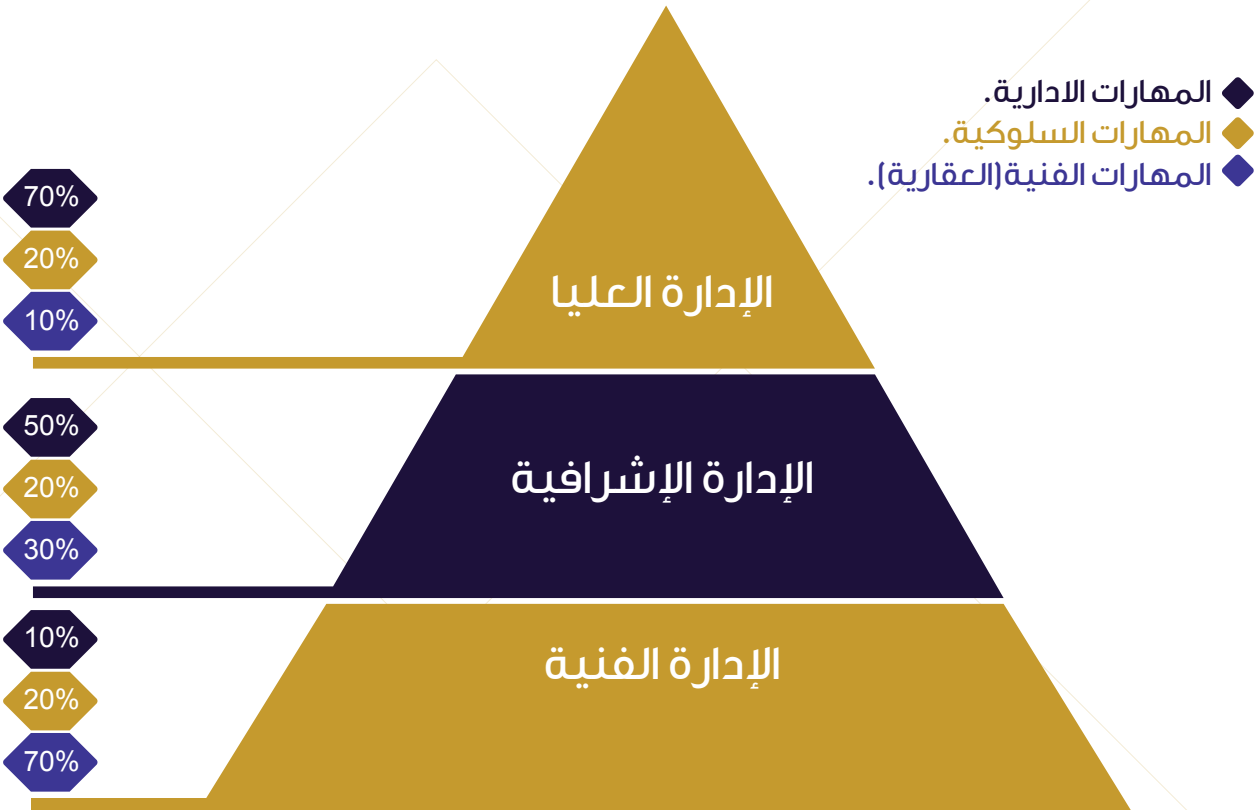 المهارات الادارية.
المهارات السلوكية.
المهارات الفنية(العقارية).
70%
20%
10%
الإدارة العليا
50%
20%
30%
الإدارة الإشرافية
10%
20%
70%
الإدارة الفنية